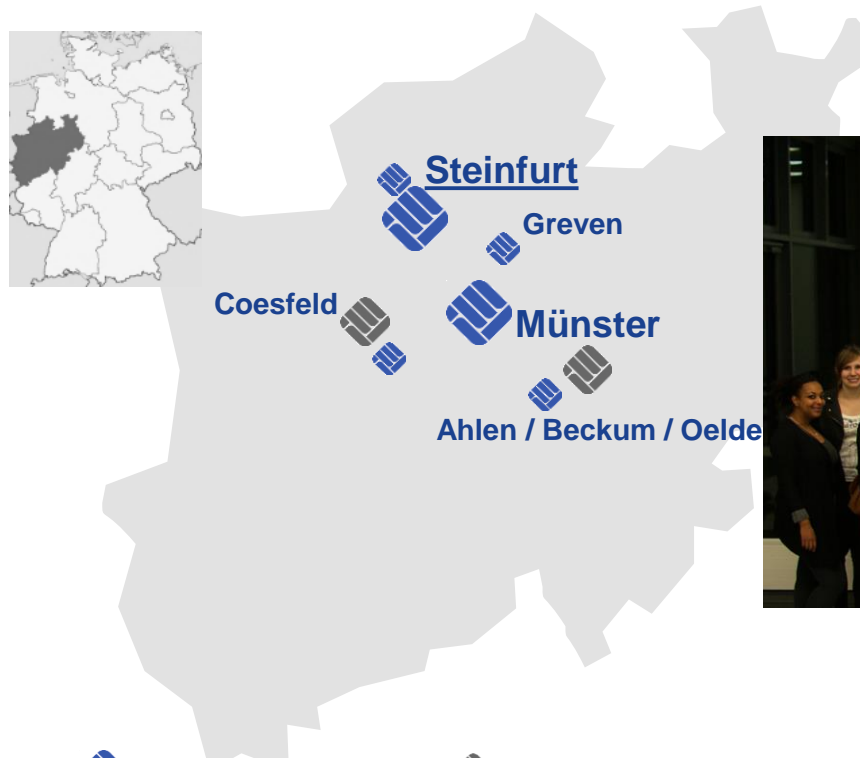 Steinfurt
Greven
Coesfeld
Münster
Ahlen / Beckum / Oelde